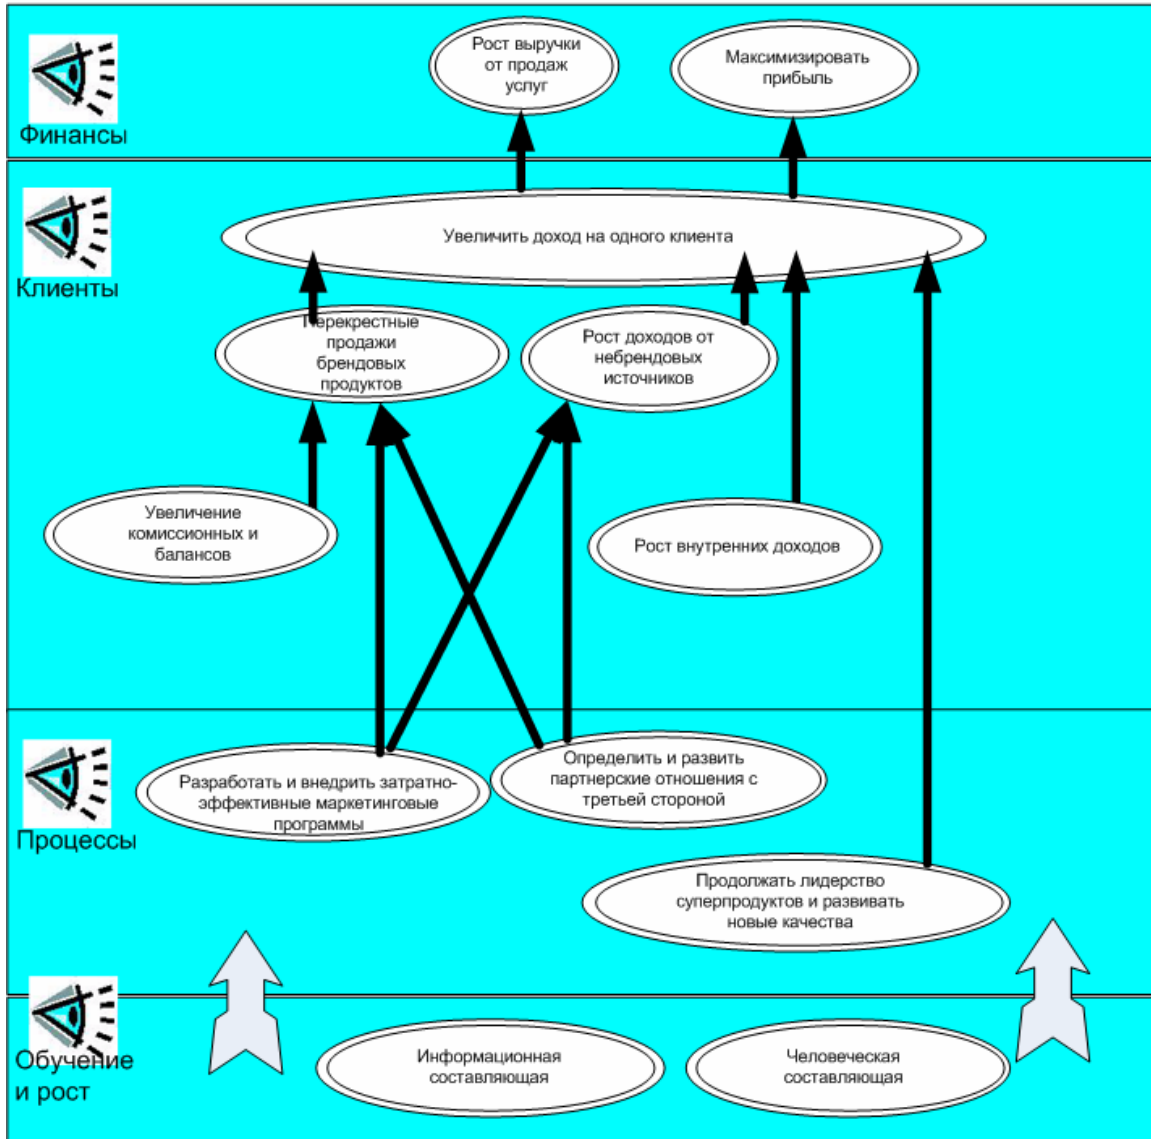 Рост выручки
от продаж
услуг
Максимизировать
прибыль
Финансы
Увеличить доход на одного клиента
Клиенты
Перекрестные
продажи
брендовых
продуктов
Рост доходов от
небрендовых
источников
Увеличение
комиссионных и
балансов
Рост внутренних доходов
Разработать и внедрить затратно-
эффективные маркетинговые
программы
Определить и развить
партнерские отношения с
третьей стороной
Процессы
Продолжать лидерство
суперпродуктов и развивать
новые качества
Обучение
и рост
Информационная
составляющая
Человеческая
составляющая